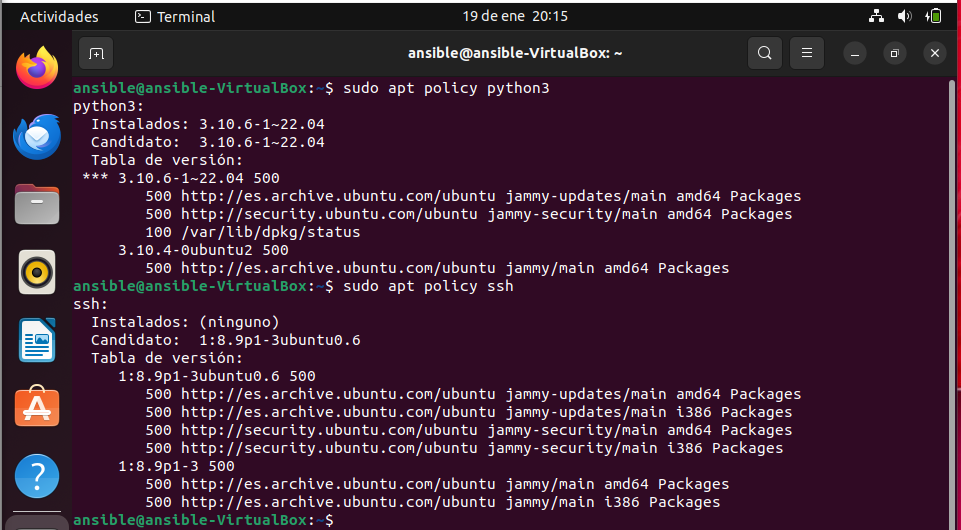 Actividades Terminal 19 de ene 20:15
ansible@ansible-VirtualBox: ~
ansible@ansible-VirtualBox:~$ sudo apt policy python3
python3:
  Instalados: 3.10.6-1~22.04
  Candidato:  3.10.6-1~22.04
  Tabla de versión:
 *** 3.10.6-1~22.04 500
        500 http://es.archive.ubuntu.com/ubuntu jammy-updates/main amd64 Packages
        500 http://security.ubuntu.com/ubuntu jammy-security/main amd64 Packages
        100 /var/lib/dpkg/status
     3.10.4-0ubuntu2 500
        500 http://es.archive.ubuntu.com/ubuntu jammy/main amd64 Packages
ansible@ansible-VirtualBox:~$ sudo apt policy ssh
ssh:
  Instalados: (ninguno)
  Candidato:  1:8.9p1-3ubuntu0.6
  Tabla de versión:
     1:8.9p1-3ubuntu0.6 500
        500 http://es.archive.ubuntu.com/ubuntu jammy-updates/main amd64 Packages
        500 http://es.archive.ubuntu.com/ubuntu jammy-updates/main i386 Packages
        500 http://security.ubuntu.com/ubuntu jammy-security/main amd64 Packages
        500 http://security.ubuntu.com/ubuntu jammy-security/main i386 Packages
     1:8.9p1-3 500
        500 http://es.archive.ubuntu.com/ubuntu jammy/main amd64 Packages
        500 http://es.archive.ubuntu.com/ubuntu jammy/main i386 Packages
ansible@ansible-VirtualBox:~$